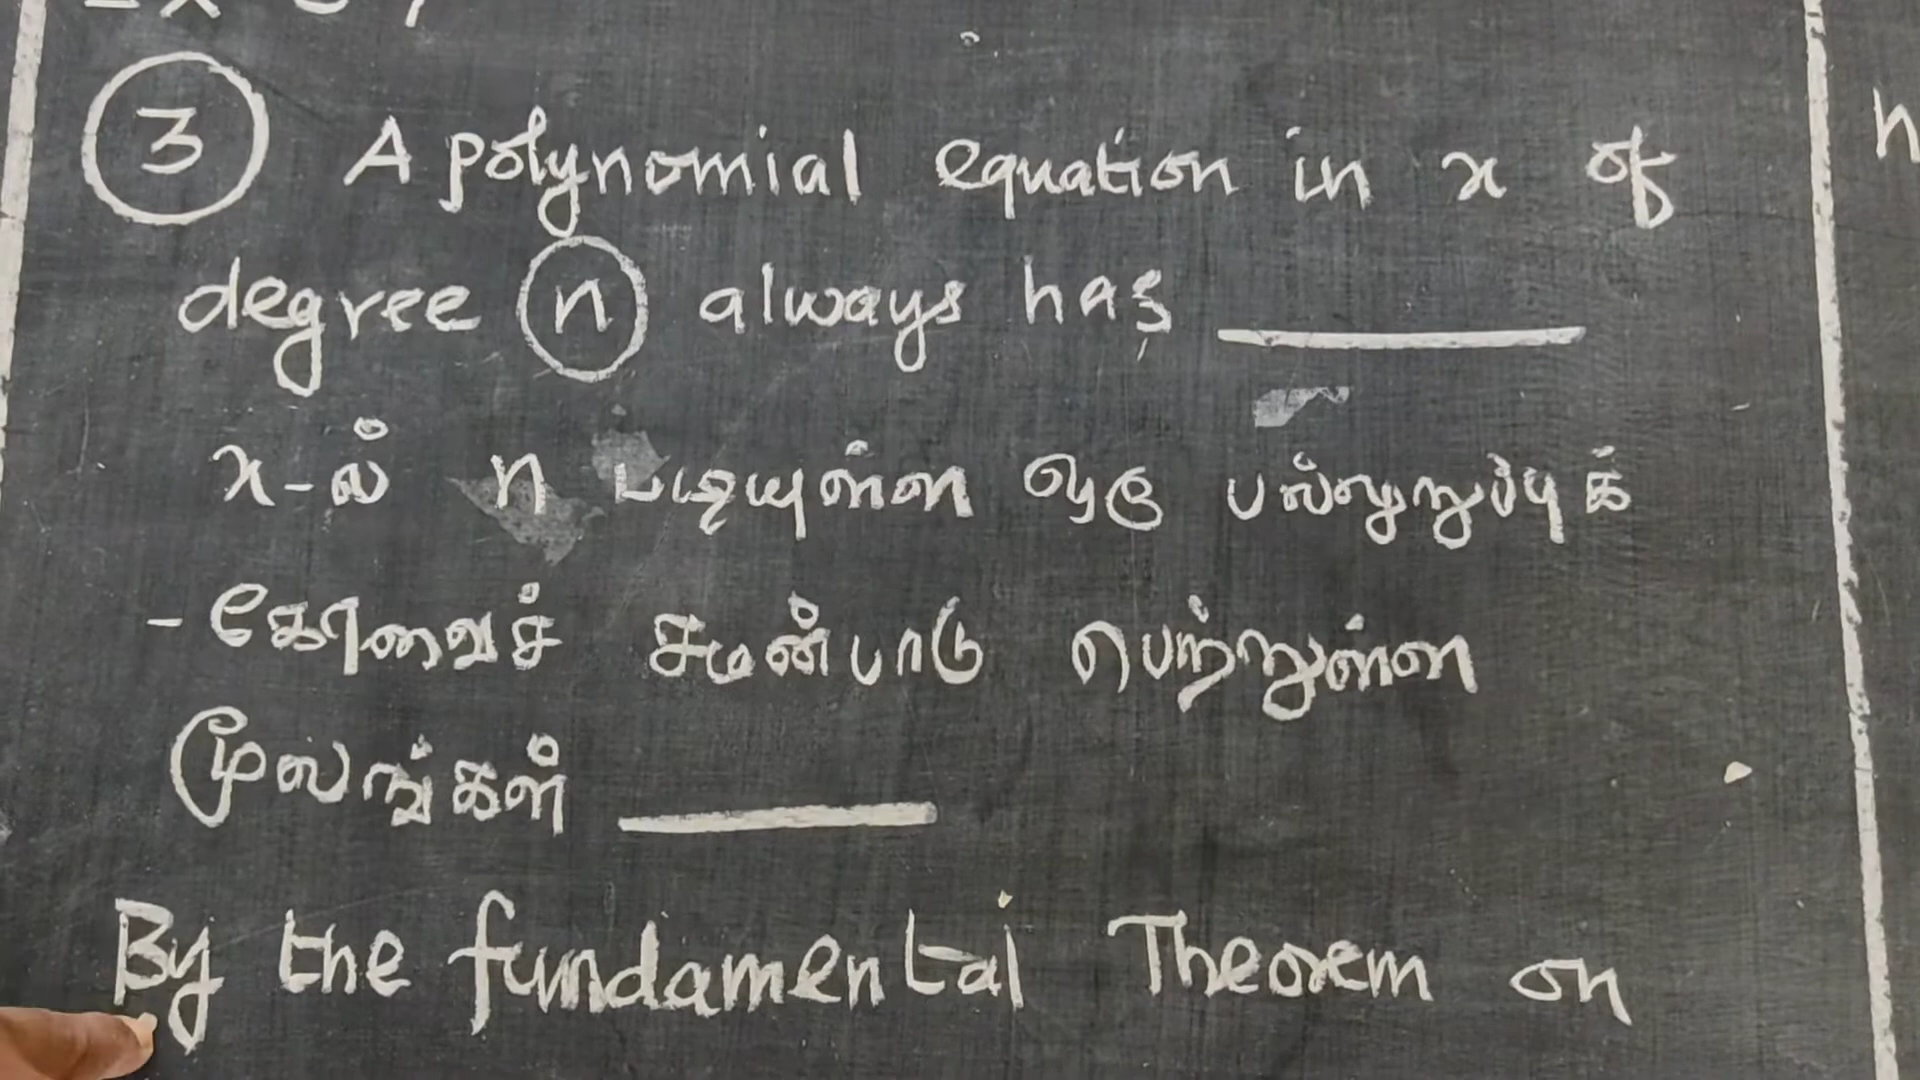 ③ A polynomial equation in x of
degree n always has ______
x-ல் n படியுள்ள ஒரு பல்லுறுப்புக்
- கோவைச் சமன்பாடு பெற்றுள்ள
மூலங்கள் ______
By the fundamental Theorem on